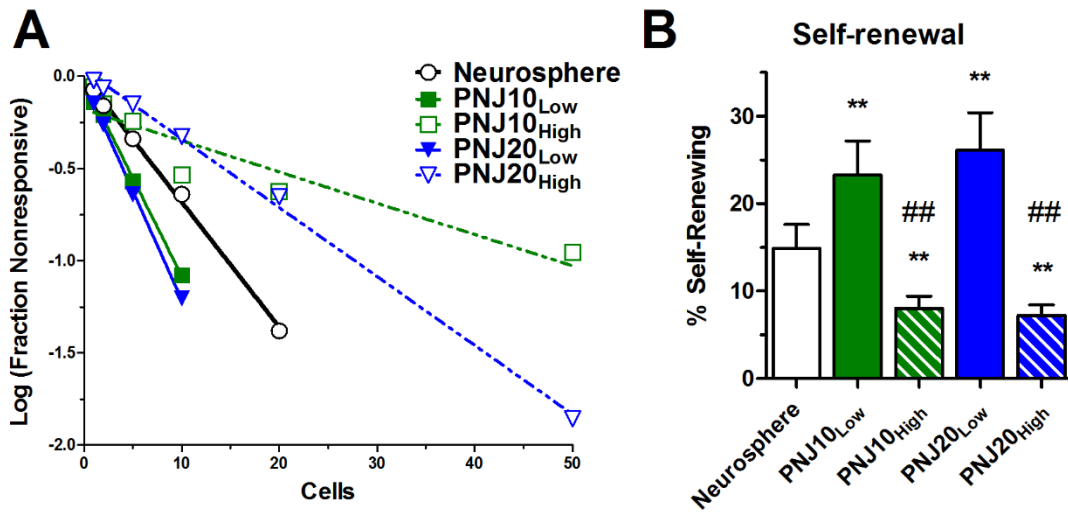 A
Log (Fraction Nonresponsive)
0.0
-0.5
-1.0
-1.5
-2.0
0
10
20
30
40
50
Cells
Neurosphere
PNJ10Low
PNJ10High
PNJ20Low
PNJ20High
B
Self-renewal
% Self-Renewing
30
20
10
0
**
##
**
**
##
**
Neurosphere
PNJ10Low
PNJ10High
PNJ20Low
PNJ20High